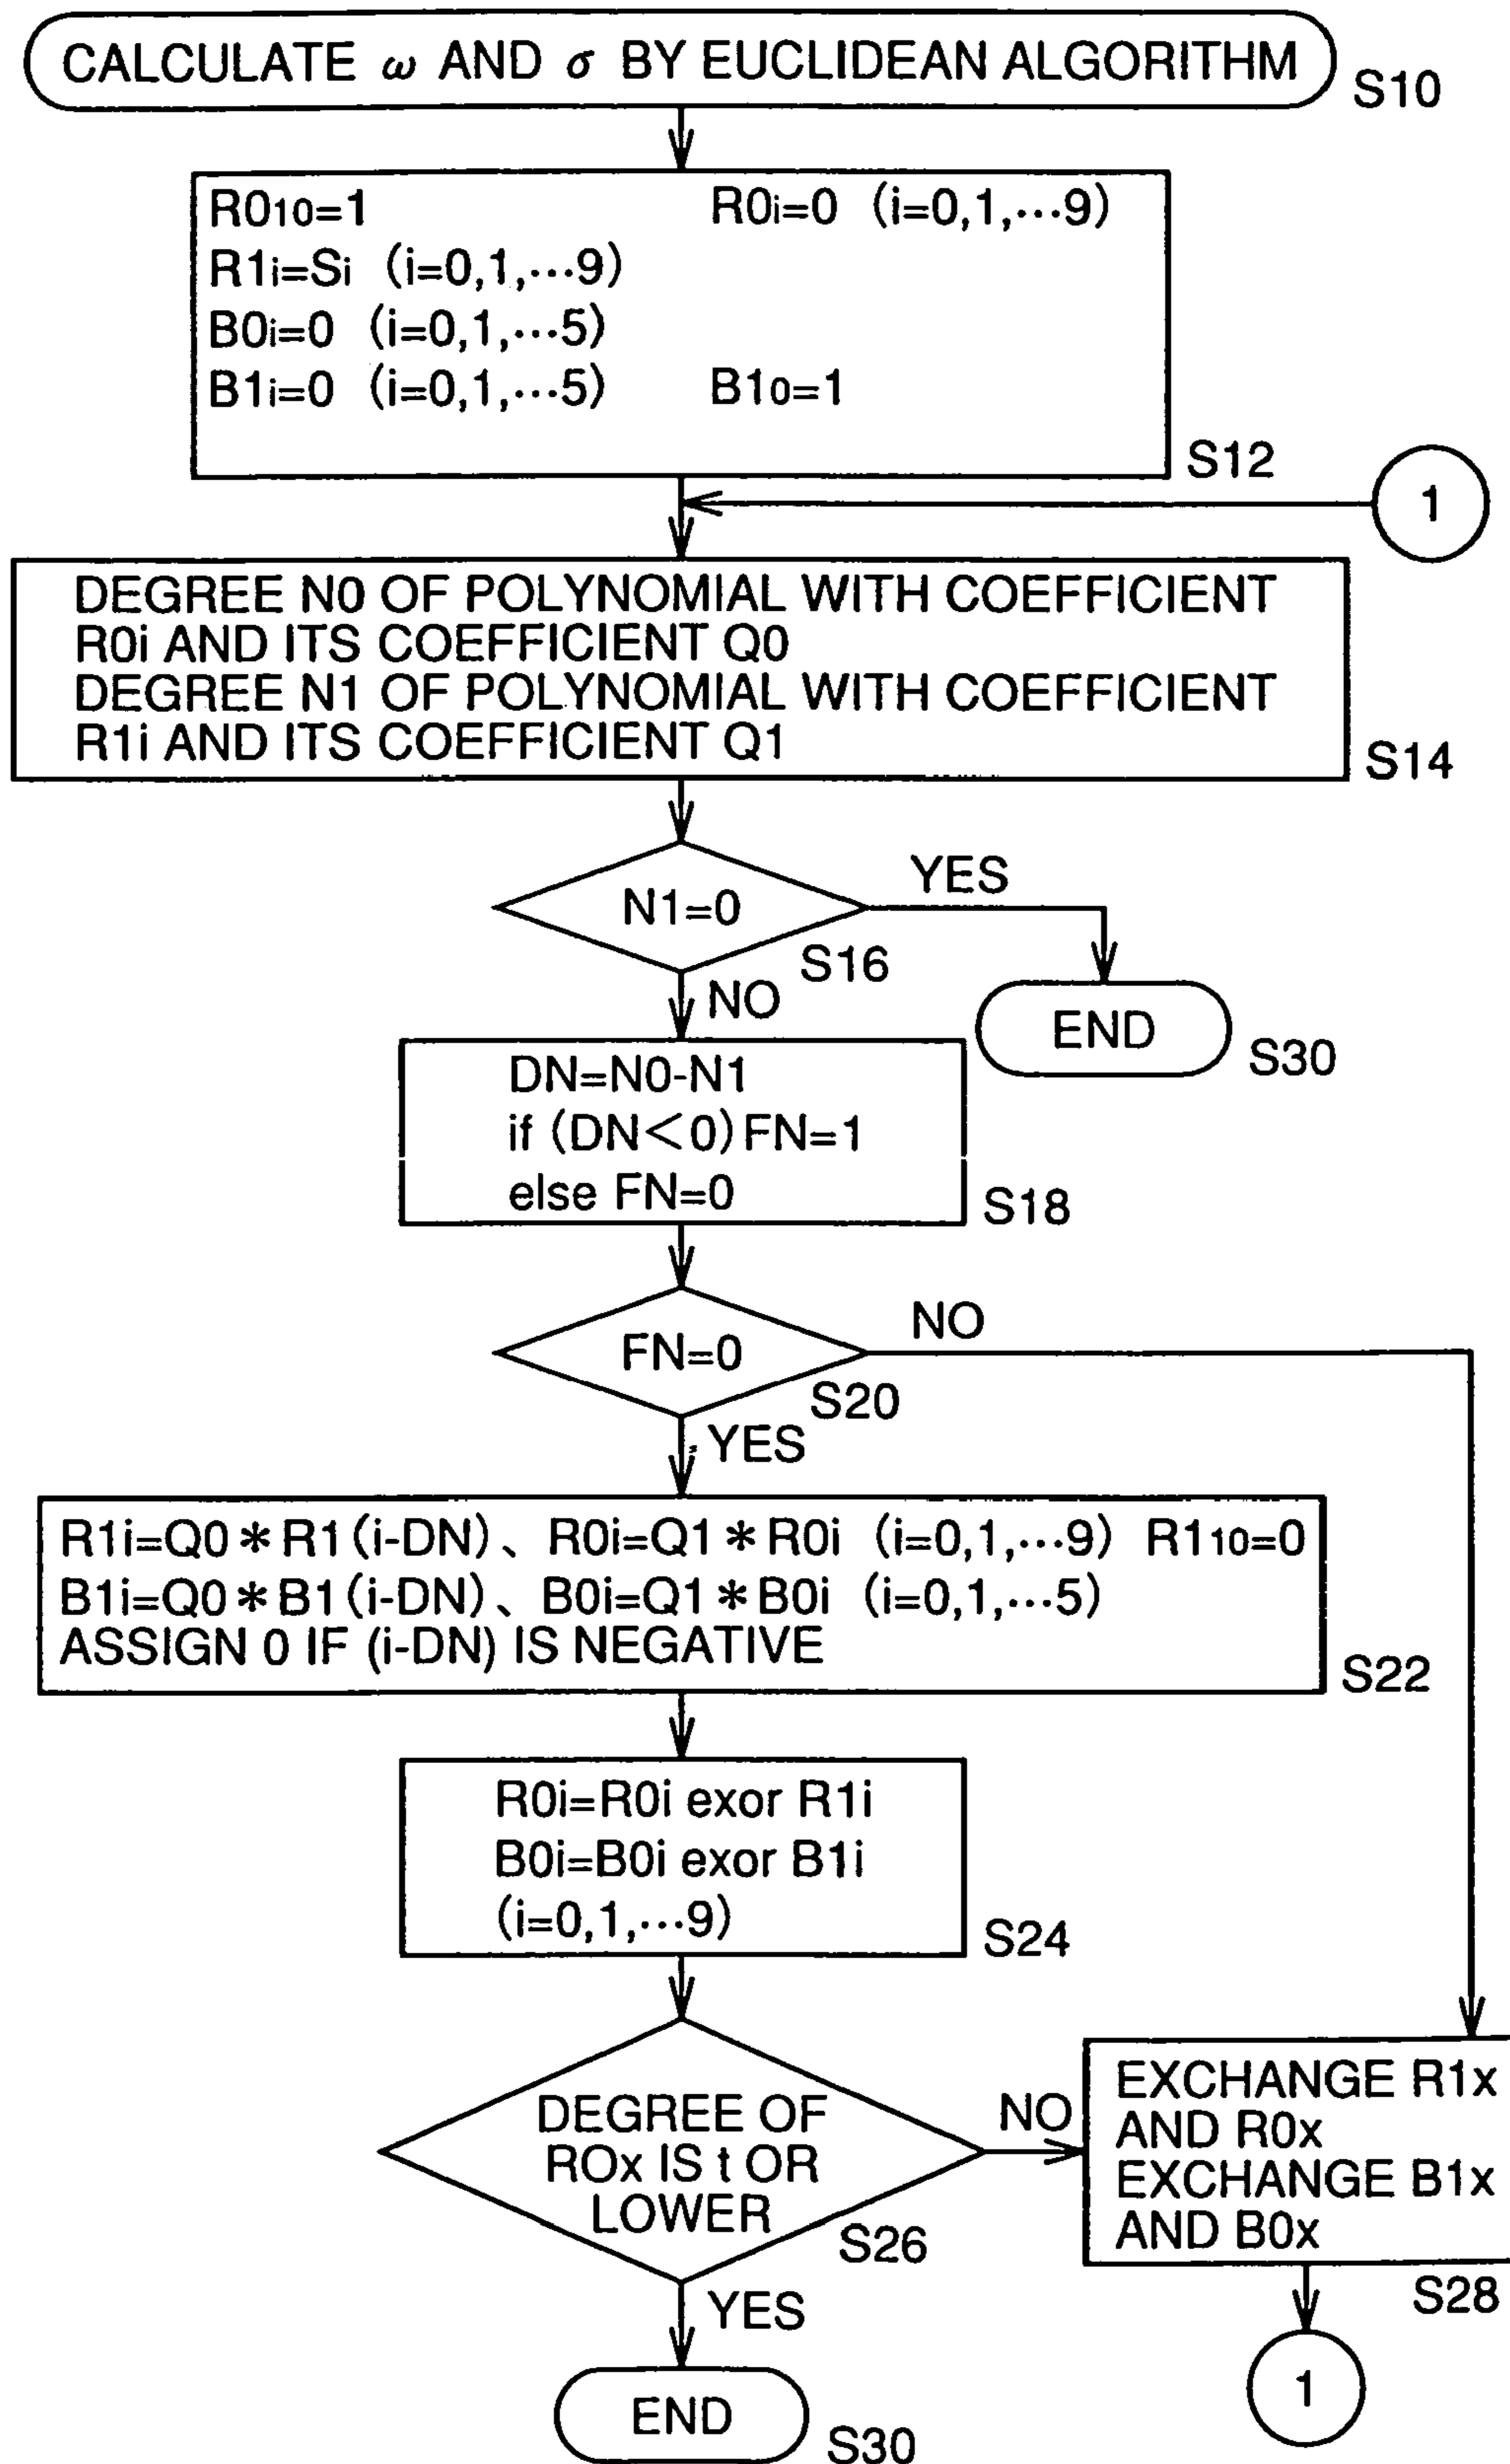 CALCULATE ω AND σ BY EUCLIDEAN ALGORITHM
S10
R010=1 R0i=0 (i=0,1,···9)
R1i=Si (i=0,1,···9)
B0i=0 (i=0,1,···5)
B1i=0 (i=0,1,···5) B10=1
S12
1
DEGREE N0 OF POLYNOMIAL WITH COEFFICIENT
R0i AND ITS COEFFICIENT Q0
DEGREE N1 OF POLYNOMIAL WITH COEFFICIENT
R1i AND ITS COEFFICIENT Q1
S14
N1=0
YES
S16
NO
END
S30
DN=N0-N1
if (DN<0) FN=1
else FN=0
S18
FN=0
NO
S20
YES
R1i=Q0*R1(i-DN)、R0i=Q1*R0i (i=0,1,···9) R110=0
B1i=Q0*B1(i-DN)、B0i=Q1*B0i (i=0,1,···5)
ASSIGN 0 IF (i-DN) IS NEGATIVE
S22
R0i=R0i exor R1i
B0i=B0i exor B1i
(i=0,1,···9)
S24
DEGREE OF
ROx IS t OR
LOWER
S26
NO
EXCHANGE R1x
AND R0x
EXCHANGE B1x
AND B0x
S28
YES
1
END
S30